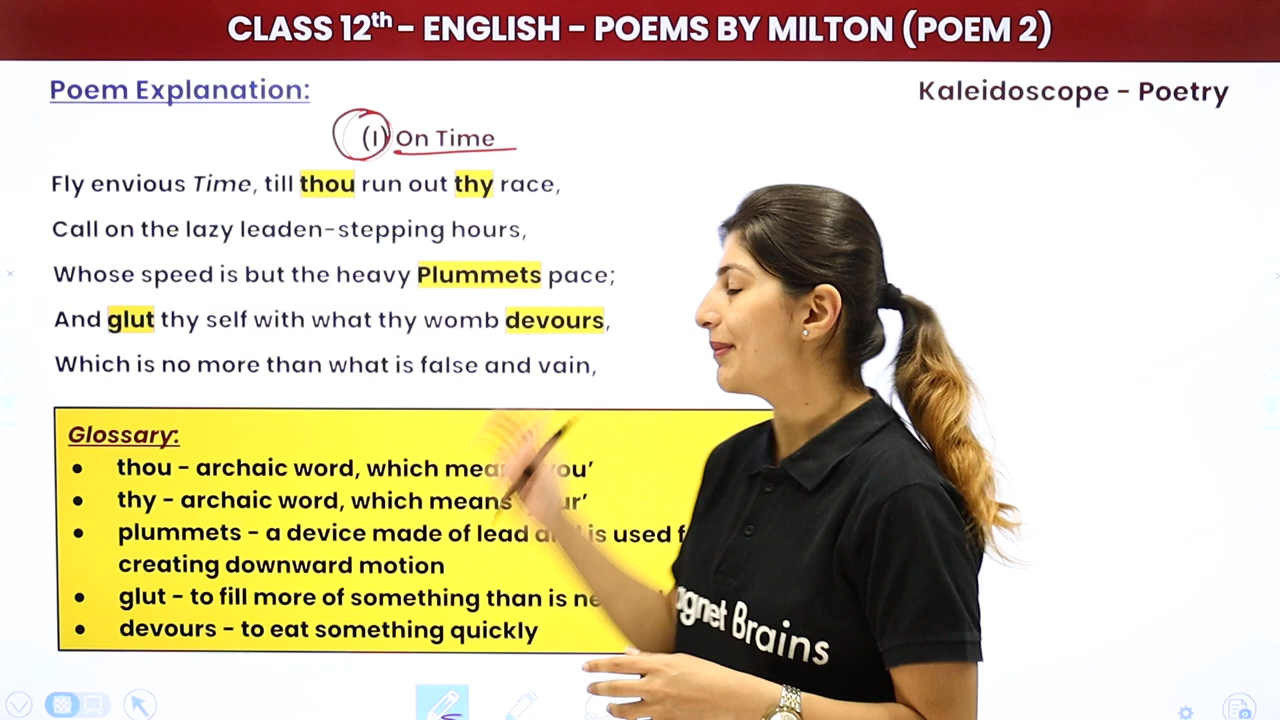 CLASS 12th - ENGLISH - POEMS BY MILTON (POEM 2)
Poem Explanation:
Kaleidoscope - Poetry
(I) On Time
Fly envious Time, till thou run out thy race,
Call on the lazy leaden-stepping hours,
Whose speed is but the heavy Plummets pace;
And glut thy self with what thy womb devours,
Which is no more than what is false and vain,
Glossary:
• thou - archaic word, which
• thy - archaic word, which means
• plummets - a device made of lead is used
creating downward motion
• glut - to fill more of something than is
• devours - to eat something quickly
Brains